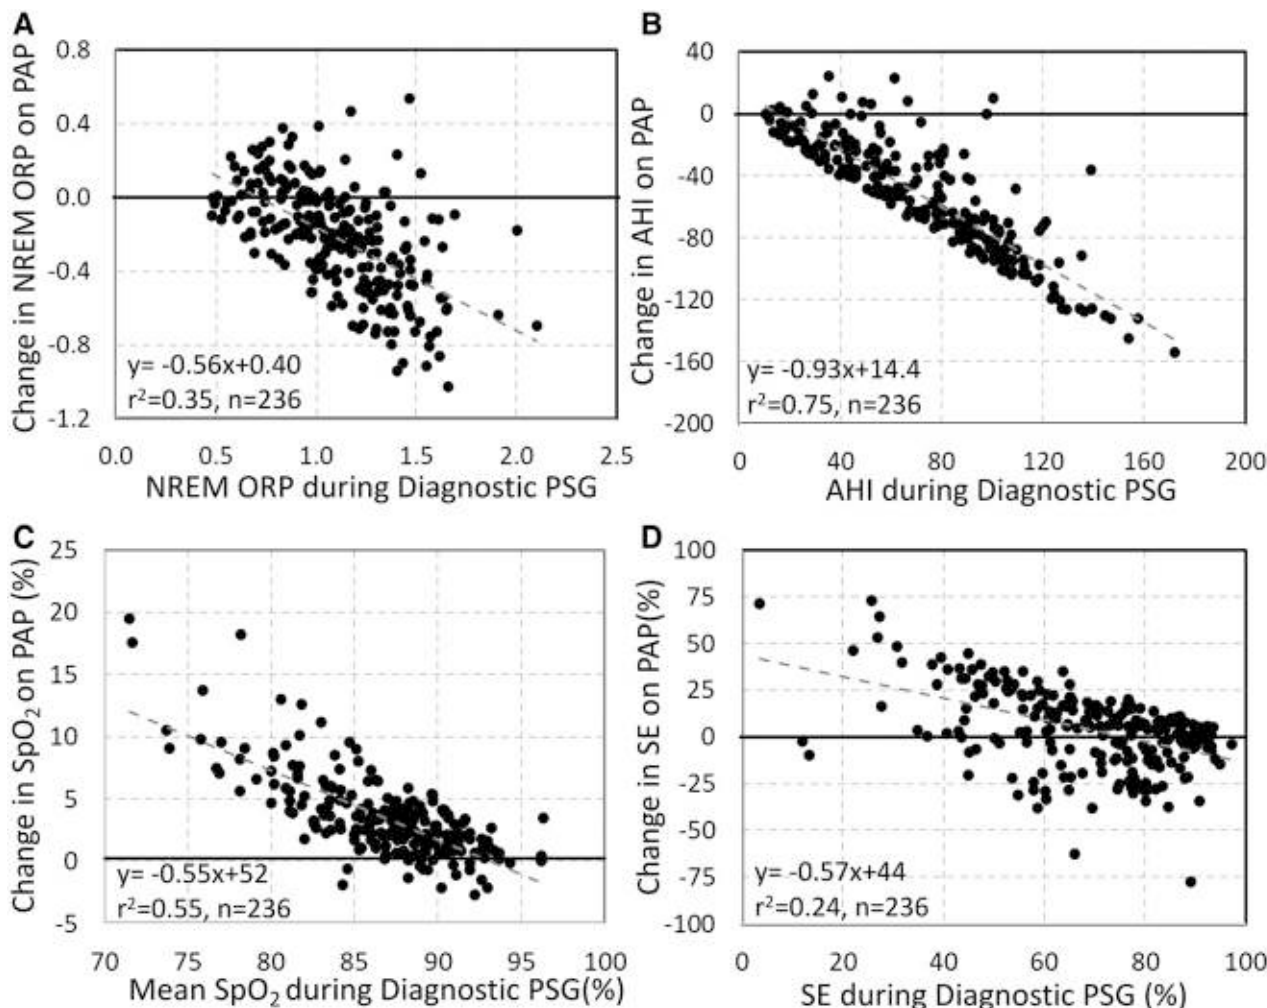 A
Change in NREM ORP on PAP
0.8
0.4
0.0
-0.4
-0.8
-1.2
y= -0.56x+0.40
r²=0.35, n=236
0.0 0.5 1.0 1.5 2.0 2.5
NREM ORP during Diagnostic PSG
B
Change in AHI on PAP
40
0
-40
-80
-120
-160
-200
y= -0.93x+14.4
r²=0.75, n=236
0 40 80 120 160 200
AHI during Diagnostic PSG
C
Change in SpO₂ on PAP (%)
25
20
15
10
5
0
-5
y= -0.55x+52
r²=0.55, n=236
70 75 80 85 90 95 100
Mean SpO₂ during Diagnostic PSG(%)
D
Change in SE on PAP(%)
100
75
50
25
0
-25
-50
-75
-100
y= -0.57x+44
r²=0.24, n=236
0 20 40 60 80 100
SE during Diagnostic PSG (%)